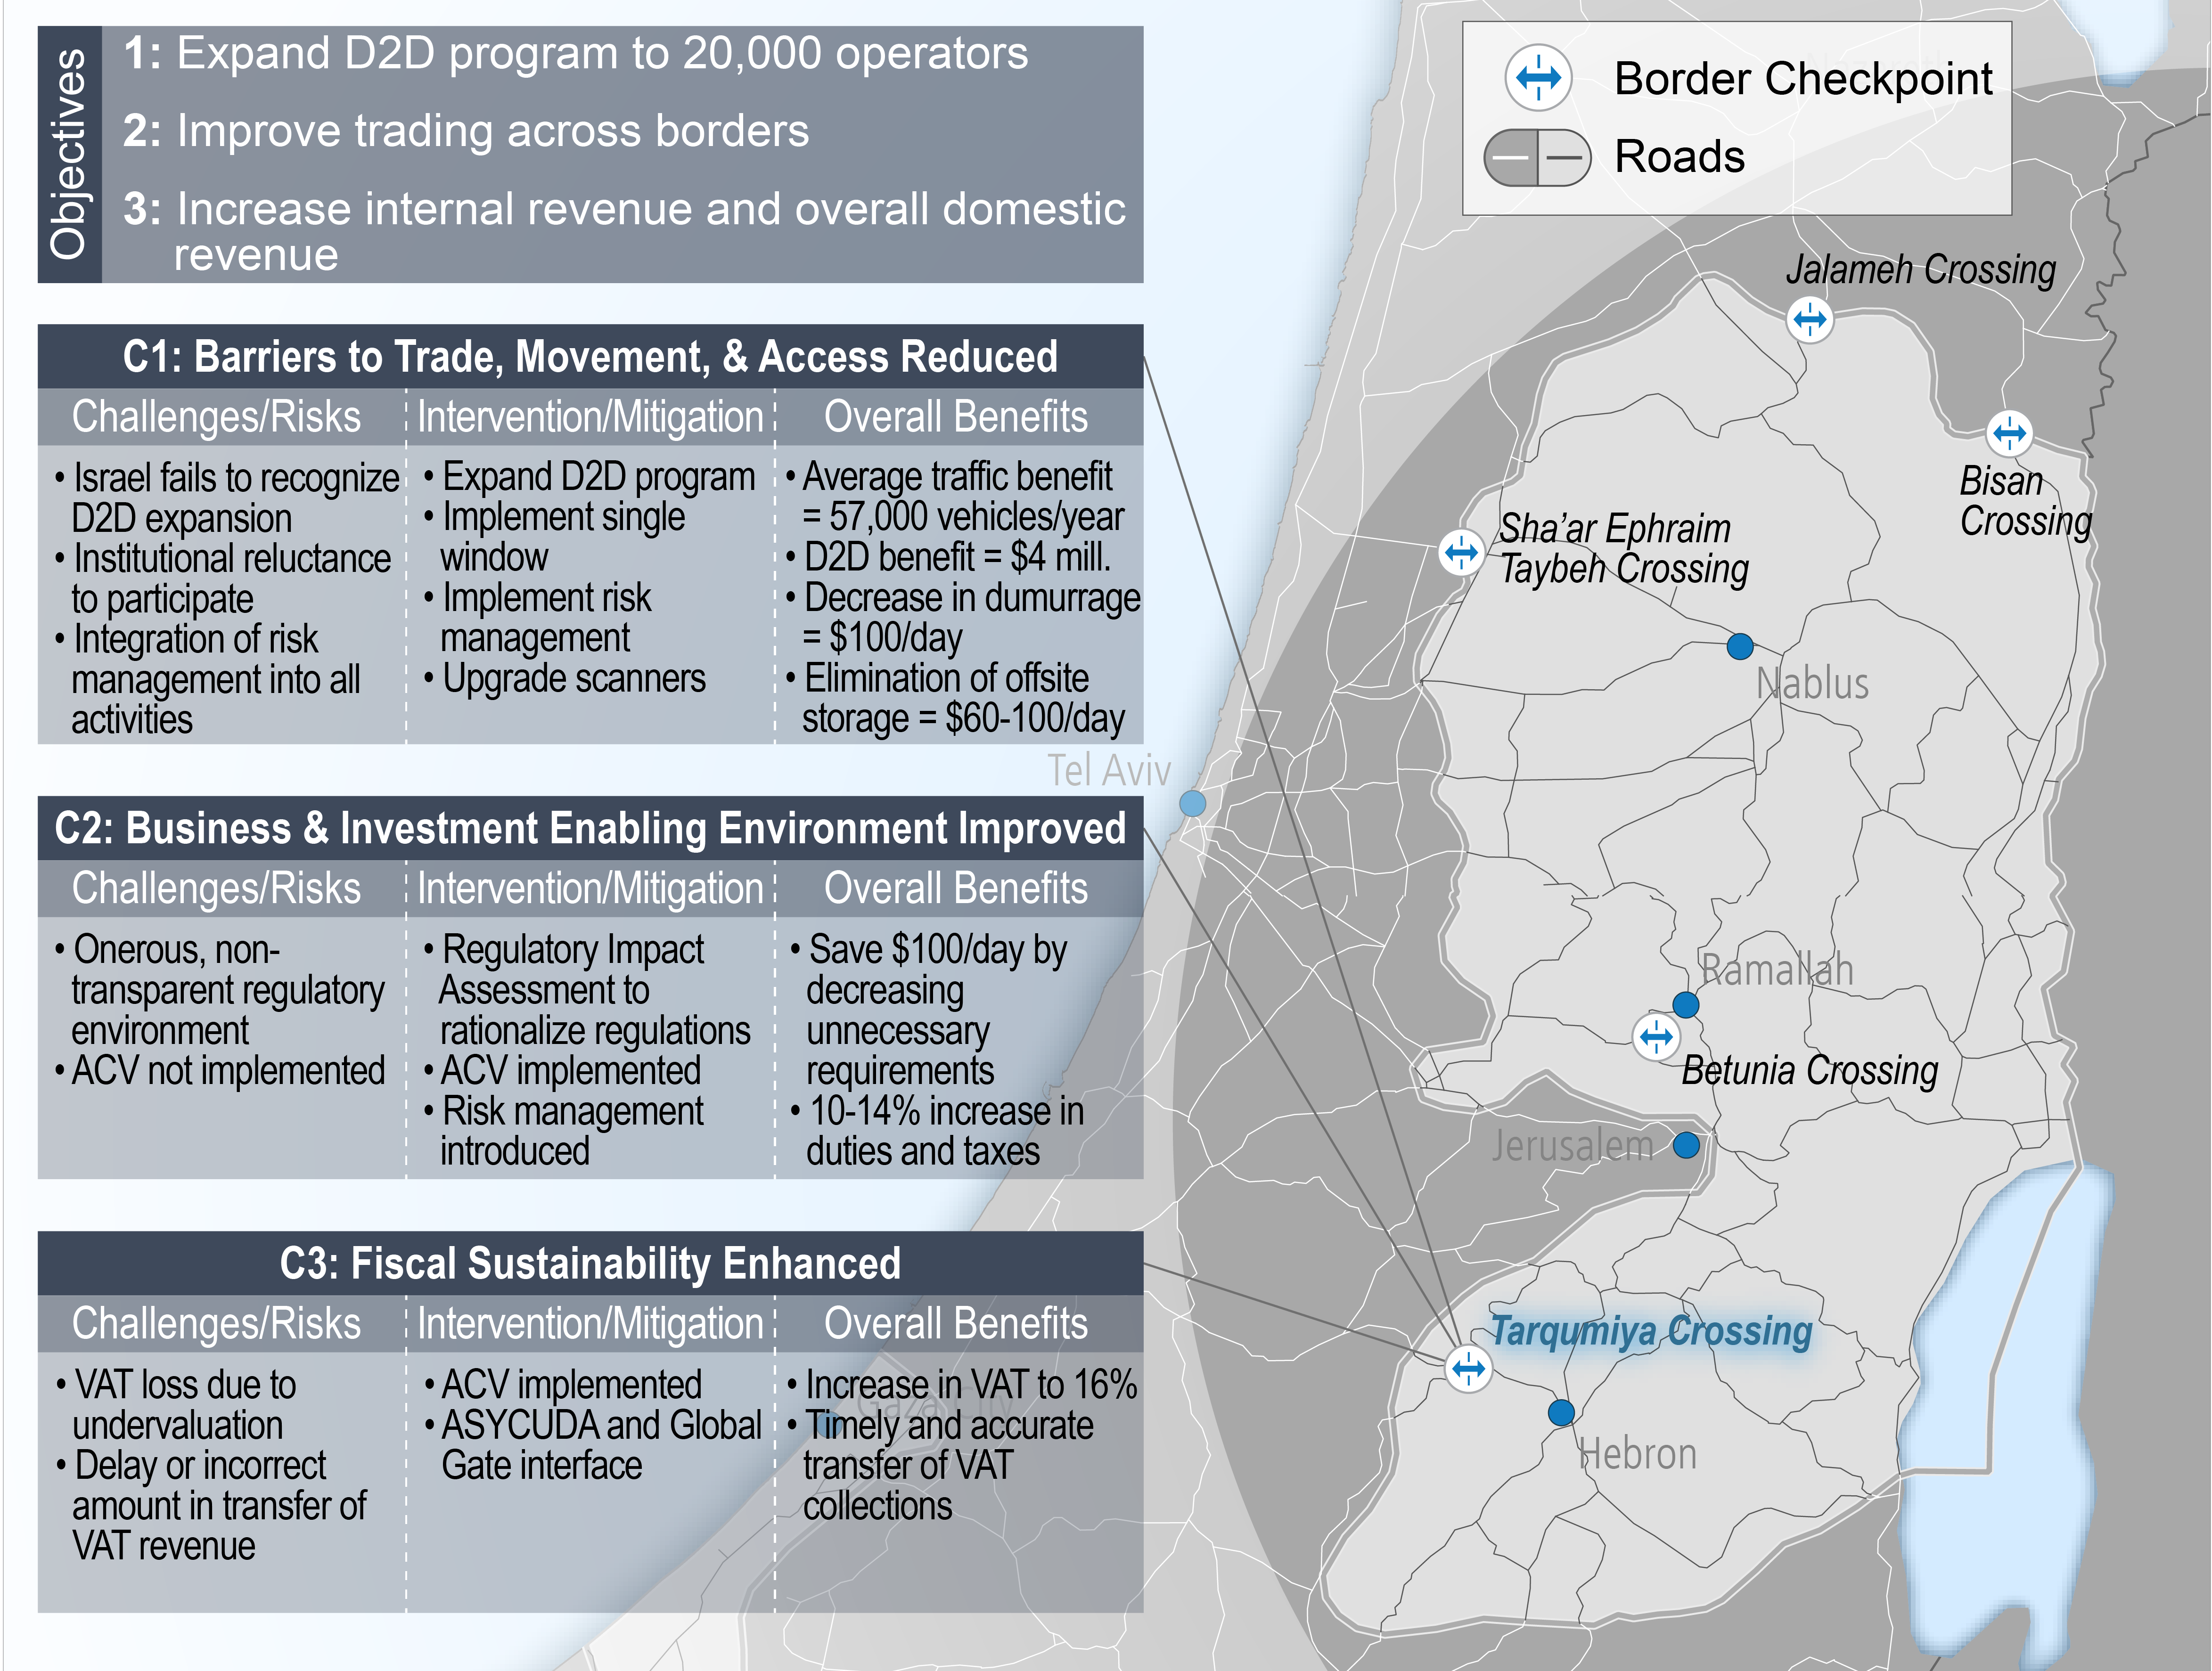 Objectives
1: Expand D2D program to 20,000 operators
2: Improve trading across borders
3: Increase internal revenue and overall domestic
revenue
C1: Barriers to Trade, Movement, & Access Reduced
Challenges/Risks
• Israel fails to recognize
D2D expansion
• Institutional reluctance
to participate
• Integration of risk
management into all
activities
Intervention/Mitigation
• Expand D2D program
• Implement single
window
• Implement risk
management
• Upgrade scanners
Overall Benefits
• Average traffic benefit
= 57,000 vehicles/year
• D2D benefit = $4 mill.
• Decrease in dumurrage
= $100/day
• Elimination of offsite
storage = $60-100/day
C2: Business & Investment Enabling Environment Improved
Challenges/Risks
• Onerous, non-
transparent regulatory
environment
• ACV not implemented
Intervention/Mitigation
• Regulatory Impact
Assessment to
rationalize regulations
• ACV implemented
• Risk management
introduced
Overall Benefits
• Save $100/day by
decreasing
unnecessary
requirements
• 10-14% increase in
duties and taxes
C3: Fiscal Sustainability Enhanced
Challenges/Risks
• VAT loss due to
undervaluation
• Delay or incorrect
amount in transfer of
VAT revenue
Intervention/Mitigation
• ACV implemented
• ASYCUDA and Global
Gate interface
Overall Benefits
• Increase in VAT to 16%
• Timely and accurate
transfer of VAT
collections
Border Checkpoint
Roads
Jalameh Crossing
Bisan
Crossing
Sha’ar Ephraim
Taybeh Crossing
Nablus
Tel Aviv
Ramallah
Betunia Crossing
Jerusalem
Tarqumiya Crossing
Hebron
Gaza City